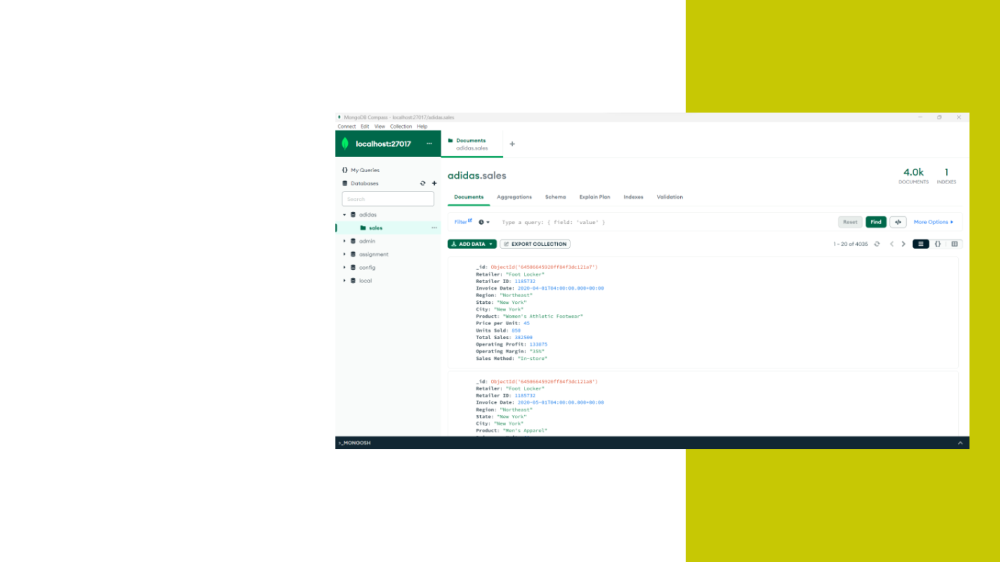 MongoDB Compass - localhost:27017/adidas.sales
Connect Edit View Collection Help
localhost:27017 ...
Documents
adidas.sales
+
{} My Queries
Databases
Search
adidas
sales ...
admin
assignment
config
local
adidas.sales
4.0k
DOCUMENTS
1
INDEXES
Documents Aggregations Schema Explain Plan Indexes Validation
Filter Type a query: { field: 'value' } Reset Find </> More Options
ADD DATA EXPORT COLLECTION 1 - 20 of 4035 {}
_id: ObjectId('64506645920ff84f3dc121a7')
Retailer: "Foot Locker"
Retailer ID: 1185732
Invoice Date: 2020-04-01T04:00:00.000+00:00
Region: "Northeast"
State: "New York"
City: "New York"
Product: "Women's Athletic Footwear"
Price per Unit: 45
Units Sold: 850
Total Sales: 382500
Operating Profit: 133875
Operating Margin: "35%"
Sales Method: "In-store"
_id: ObjectId('64506645920ff84f3dc121a8')
Retailer: "Foot Locker"
Retailer ID: 1185732
Invoice Date: 2020-05-01T04:00:00.000+00:00
Region: "Northeast"
State: "New York"
City: "New York"
Product: "Men's Apparel"
>_MONGOSH